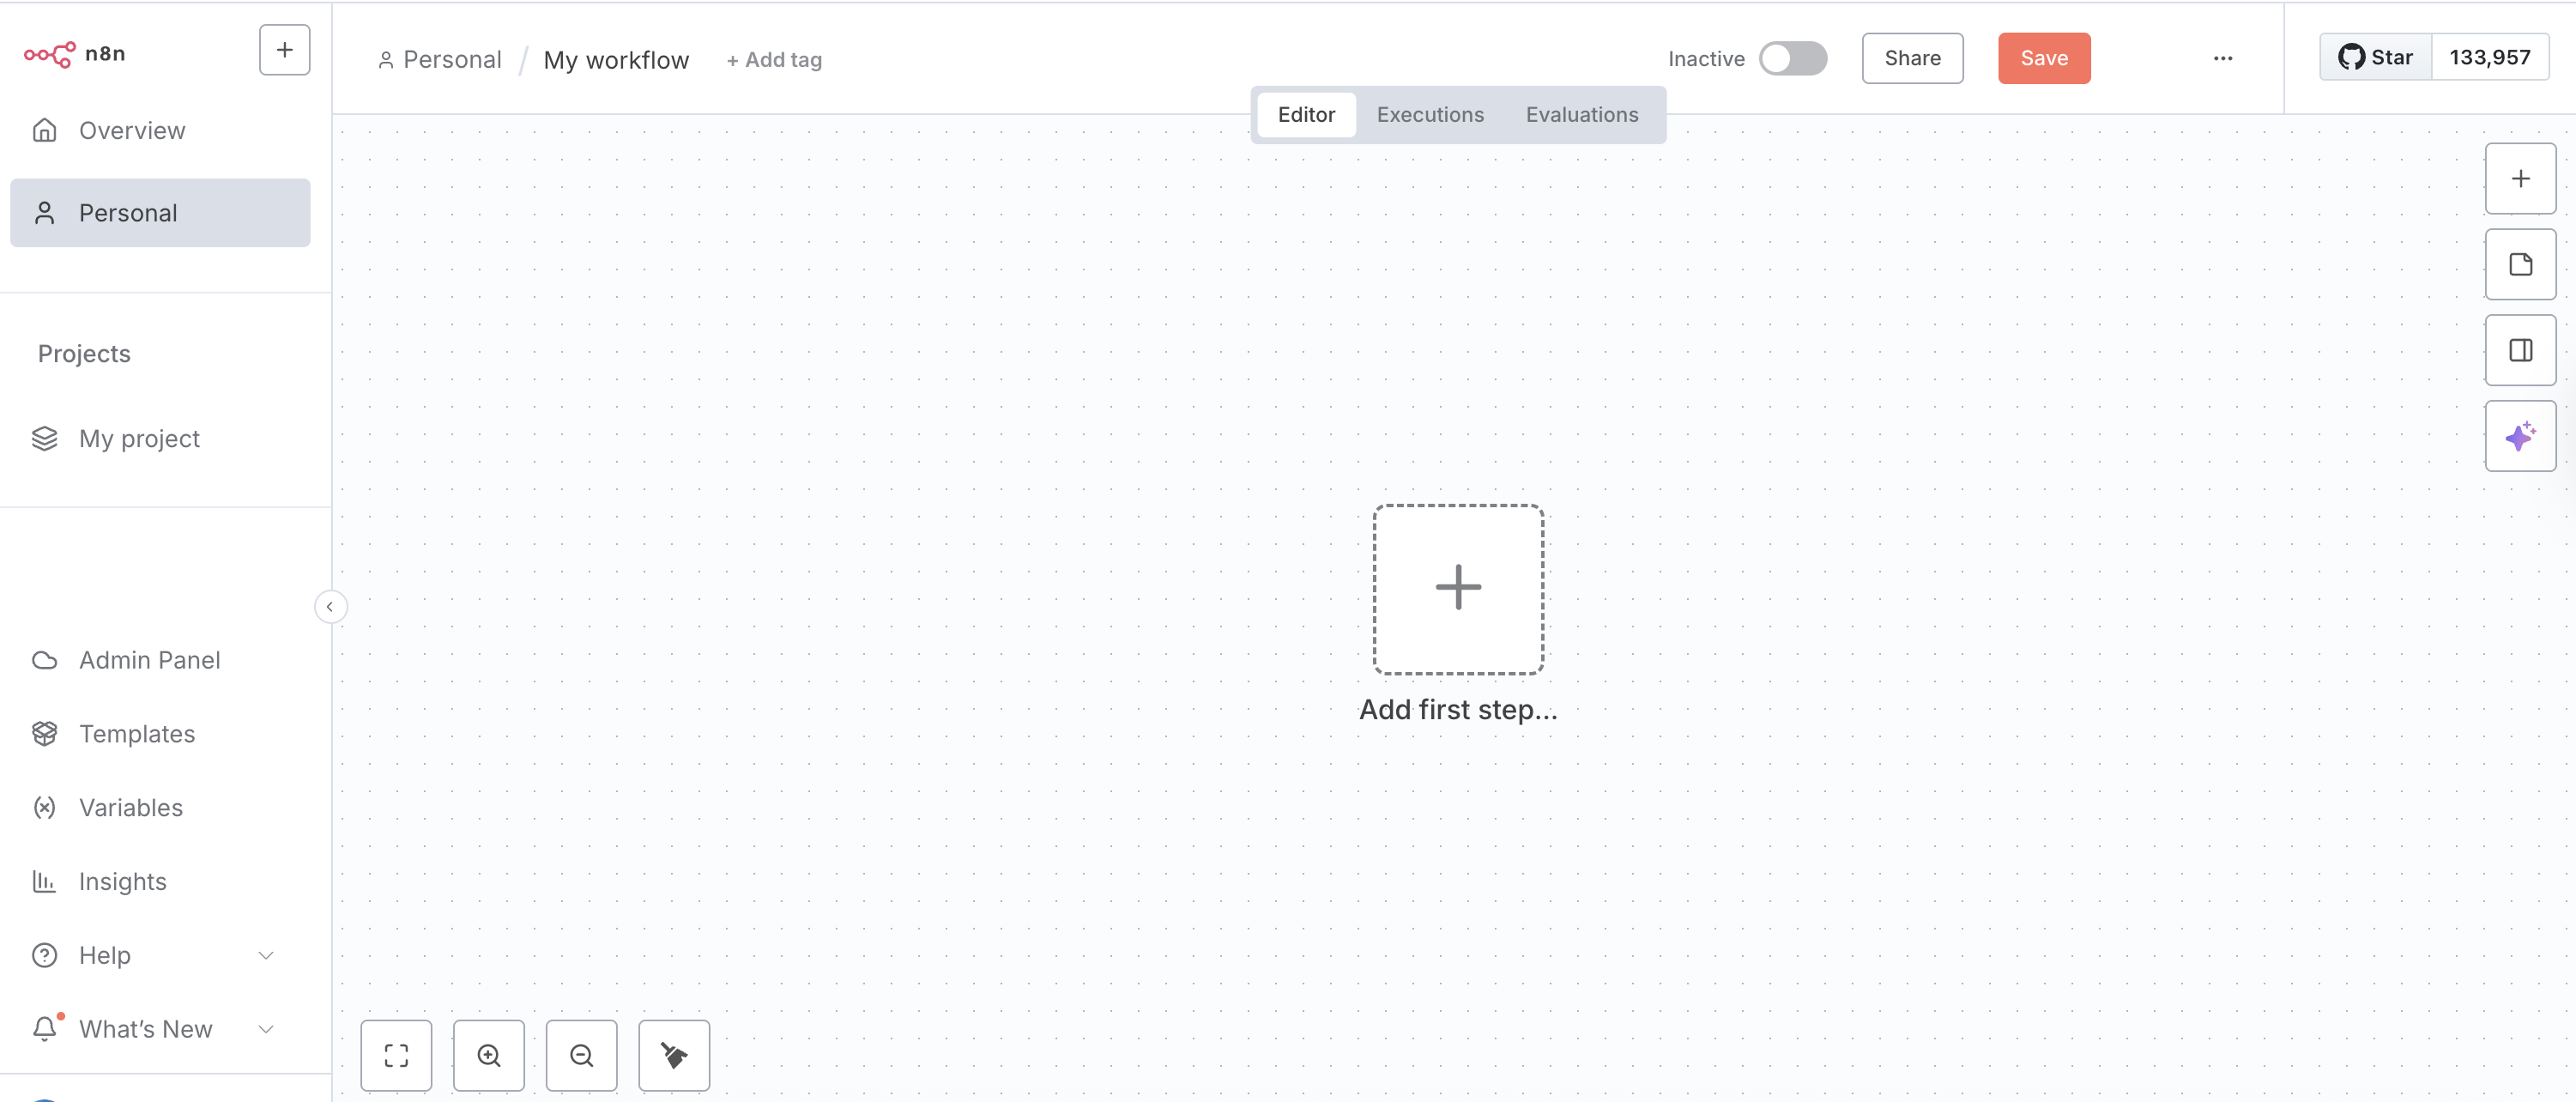 n8n
Overview
Personal
Projects
My project
Admin Panel
Templates
Variables
Insights
Help
What's New
Personal / My workflow + Add tag
Inactive
Share
Save
Star 133,957
Editor Executions Evaluations
Add first step...